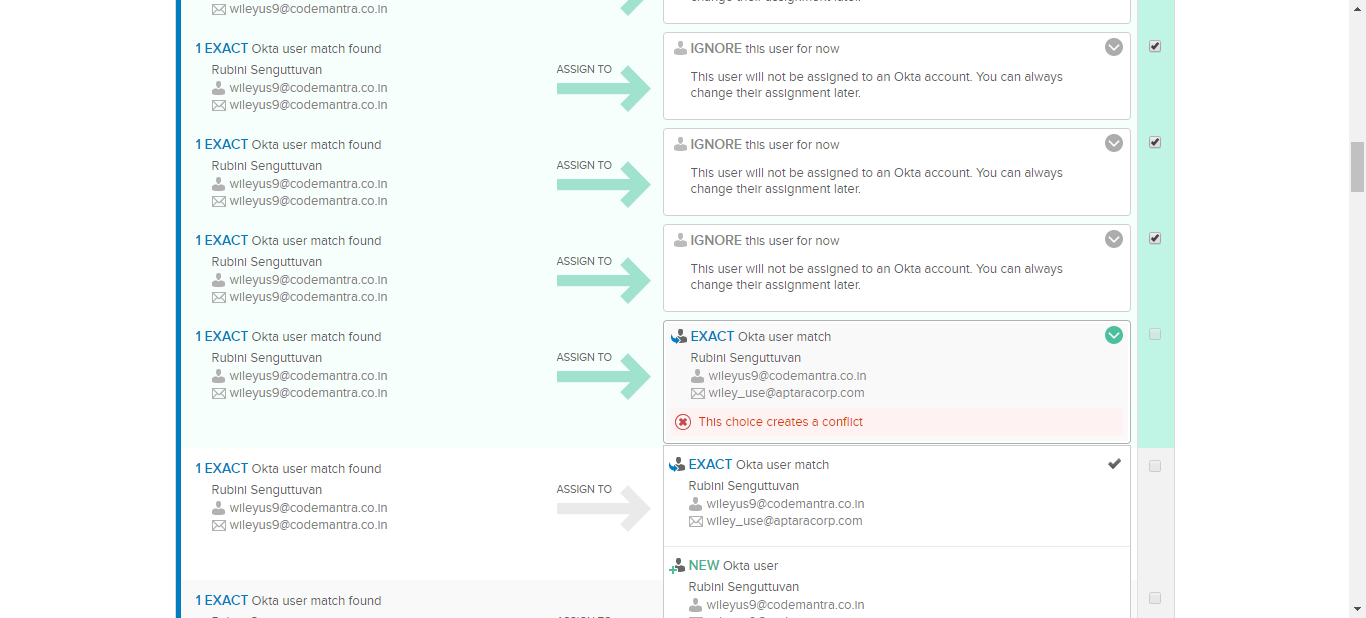 wileyus9@codemantra.co.in
change their assignment later.
1 EXACT Okta user match found
Rubini Senguttuvan
wileyus9@codemantra.co.in
wileyus9@codemantra.co.in
ASSIGN TO
IGNORE this user for now
This user will not be assigned to an Okta account. You can always
change their assignment later.
1 EXACT Okta user match found
Rubini Senguttuvan
wileyus9@codemantra.co.in
wileyus9@codemantra.co.in
ASSIGN TO
IGNORE this user for now
This user will not be assigned to an Okta account. You can always
change their assignment later.
1 EXACT Okta user match found
Rubini Senguttuvan
wileyus9@codemantra.co.in
wileyus9@codemantra.co.in
ASSIGN TO
IGNORE this user for now
This user will not be assigned to an Okta account. You can always
change their assignment later.
1 EXACT Okta user match found
Rubini Senguttuvan
wileyus9@codemantra.co.in
wileyus9@codemantra.co.in
ASSIGN TO
EXACT Okta user match
Rubini Senguttuvan
wileyus9@codemantra.co.in
wiley_use@aptaracorp.com
This choice creates a conflict
1 EXACT Okta user match found
Rubini Senguttuvan
wileyus9@codemantra.co.in
wileyus9@codemantra.co.in
ASSIGN TO
EXACT Okta user match
Rubini Senguttuvan
wileyus9@codemantra.co.in
wiley_use@aptaracorp.com
NEW Okta user
Rubini Senguttuvan
wileyus9@codemantra.co.in
1 EXACT Okta user match found